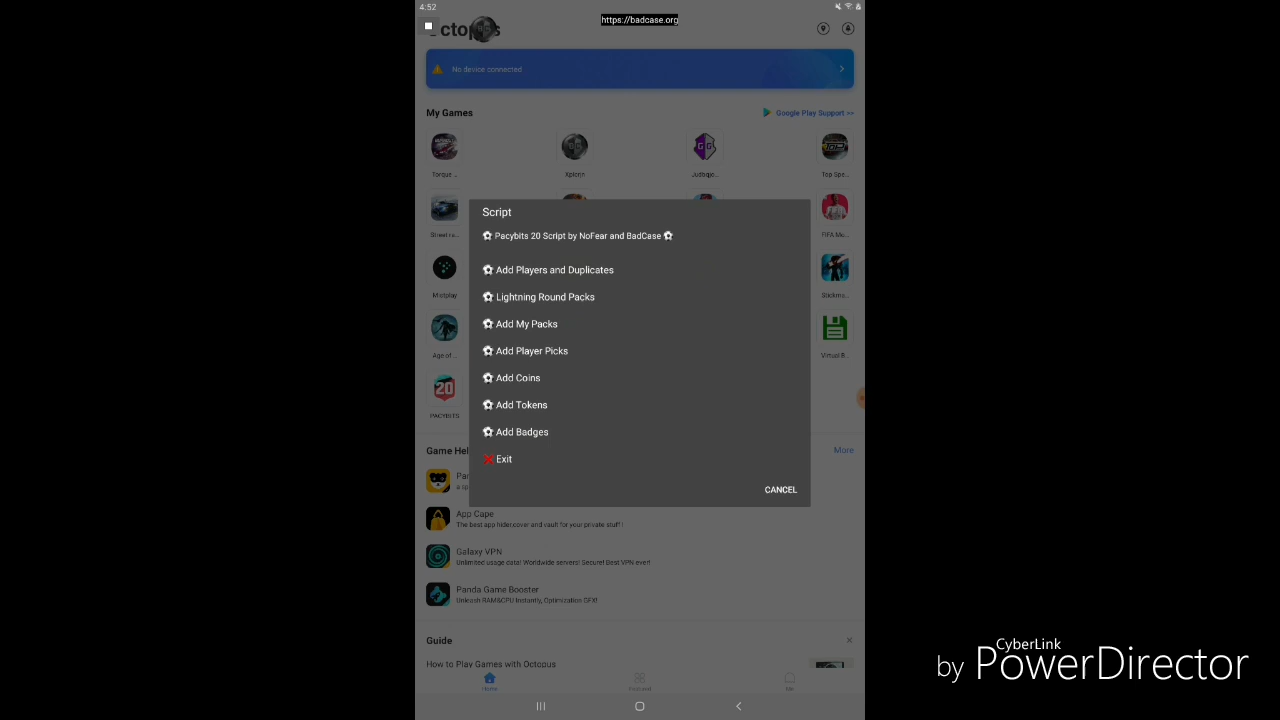 4:52
https://badcase.org
No device connected
My Games
Google Play Support >>
Torque ...
Xplerin
Top Spe...
Script
⚽ Pacybits 20 Script by NoFear and BadCase ⚽
Street ra...
FIFA Mo...
⚽ Add Players and Duplicates
⚽ Lightning Round Packs
Mistplay
Stickma...
⚽ Add My Packs
⚽ Add Player Picks
Age of ...
Virtual B...
⚽ Add Coins
⚽ Add Tokens
20
PACYBITS
⚽ Add Badges
Game Hel
More
❌ Exit
Pa
a s
CANCEL
App Cape
The best app hider,cover and vault for your private stuff !
Galaxy VPN
Unlimited usage data! Worldwide servers! Secure! Best VPN ever!
Panda Game Booster
Unleash RAM&CPU Instantly, Optimization GFX!
Guide
How to Play Games with Octopus
Home
by CyberLink
PowerDirector